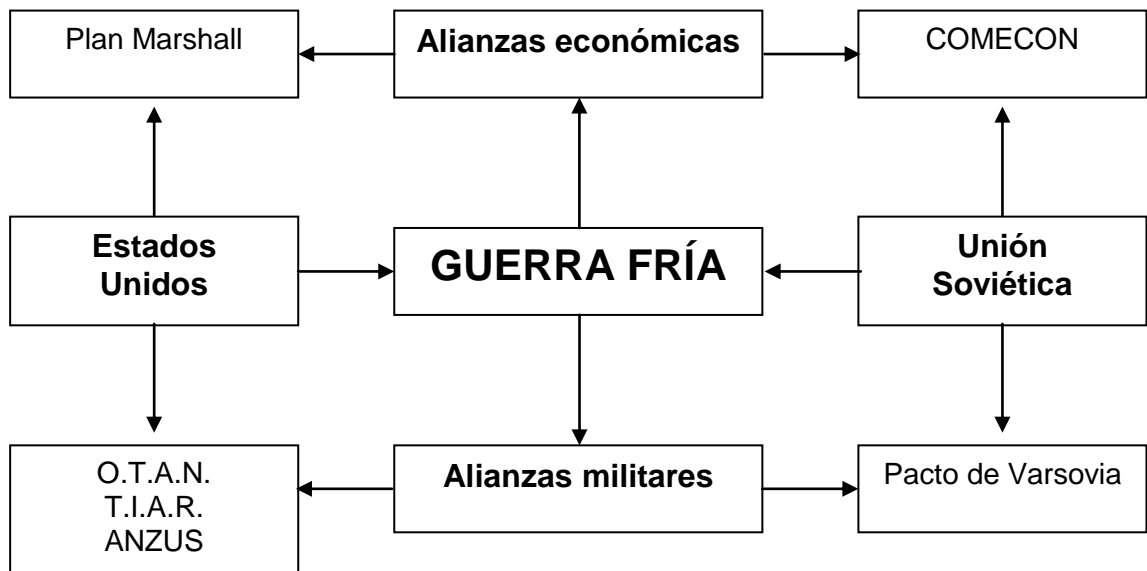 Plan Marshall
Alianzas económicas
COMECON
Estados
Unidos
GUERRA FRÍA
Unión
Soviética
O.T.A.N.
T.I.A.R.
ANZUS
Alianzas militares
Pacto de Varsovia